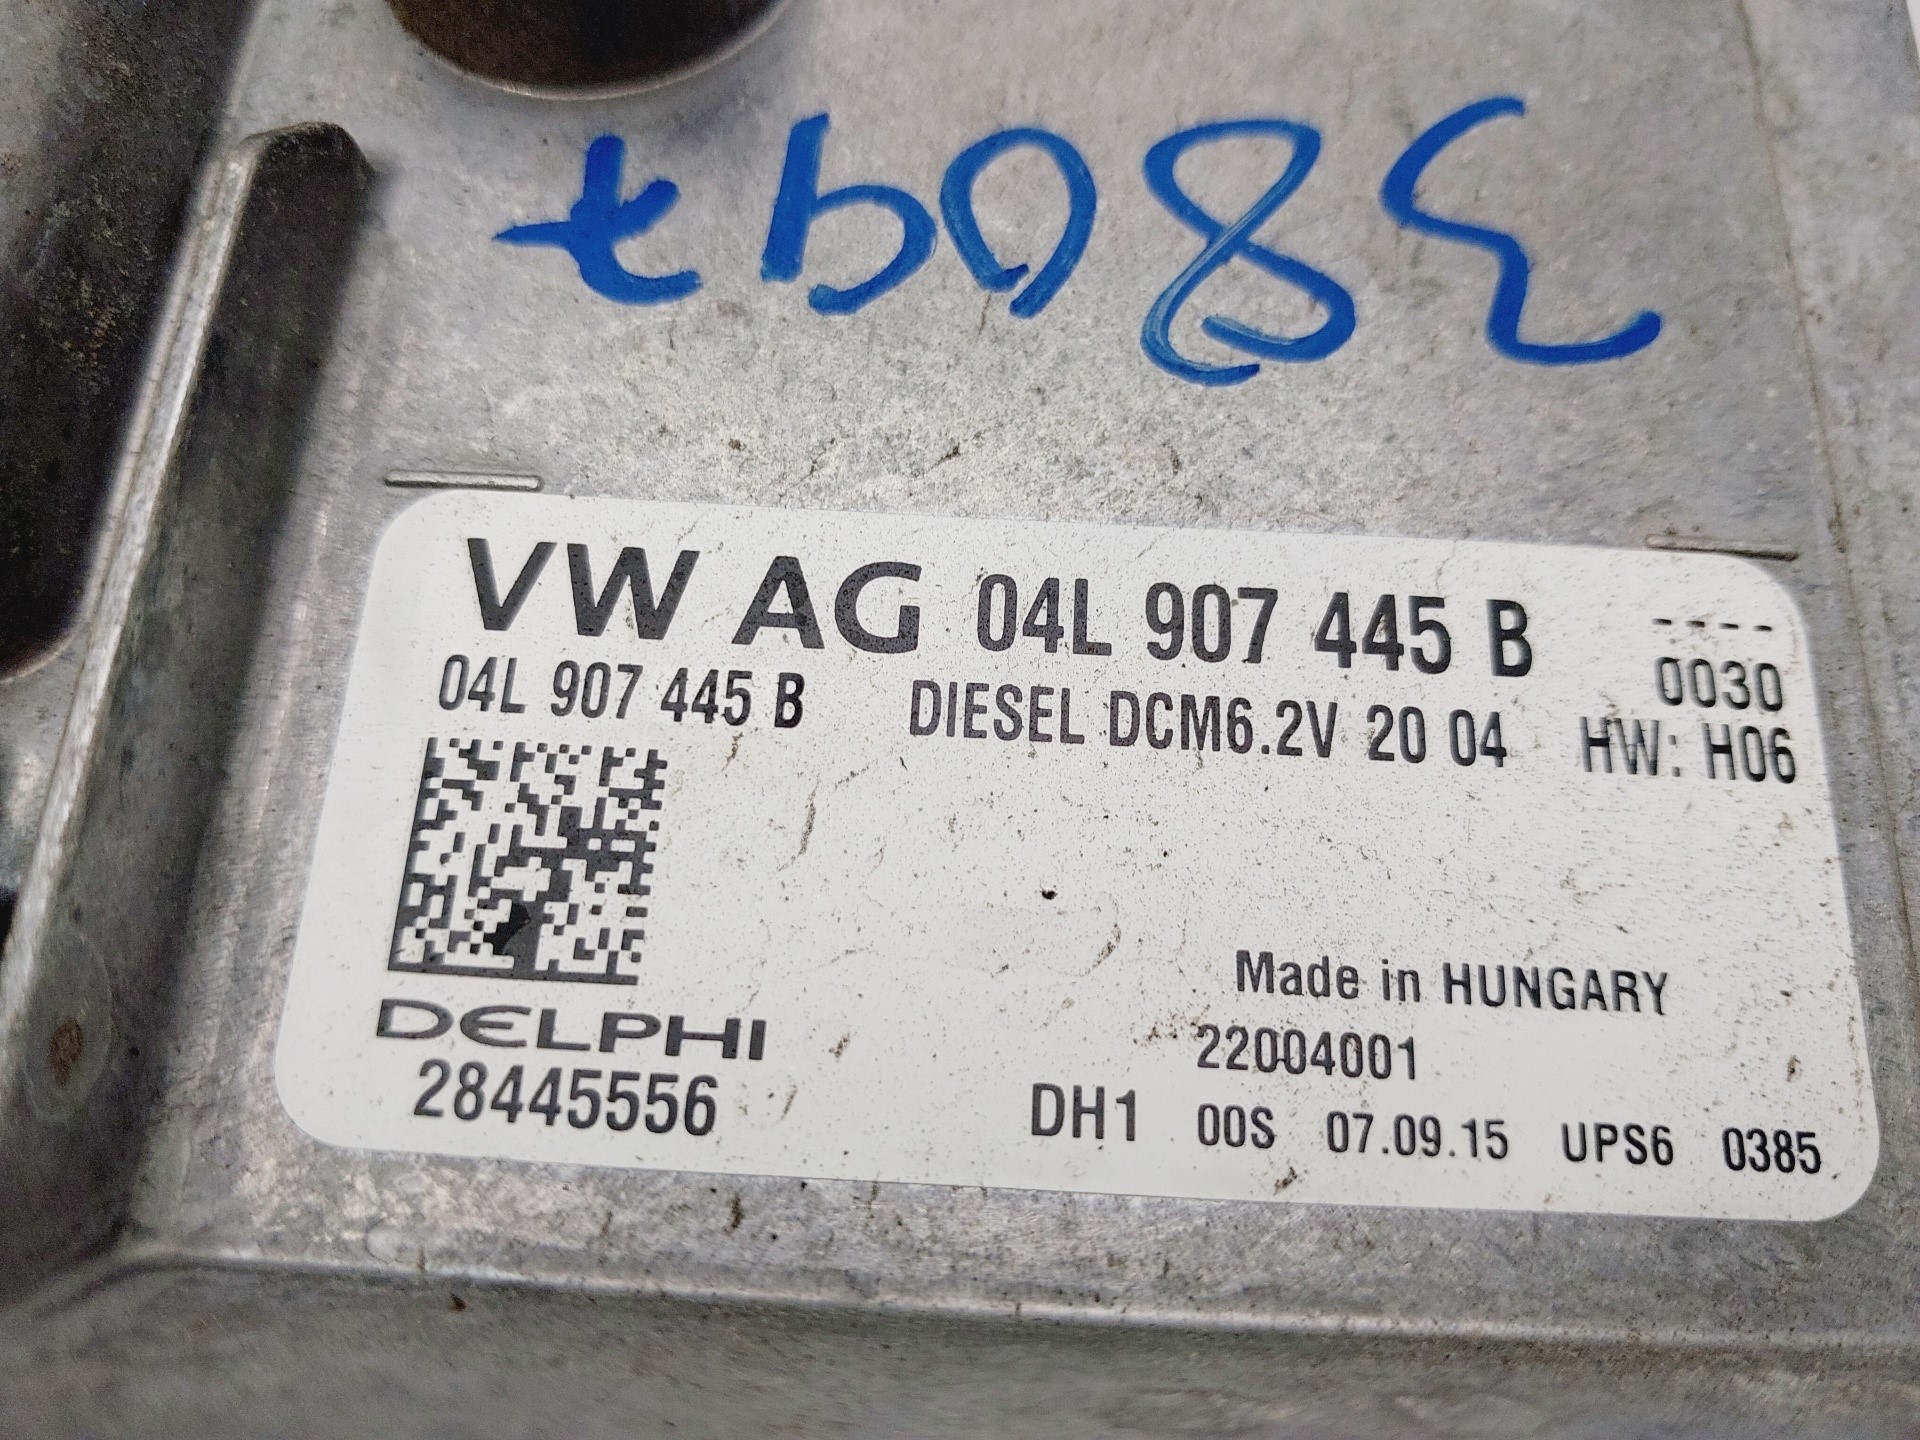 VW AG 04L 907 445 B ----
04L 907 445 B DIESEL DCM6.2V 20 04 0030
HW: H06
DELPHI
28445556
Made in HUNGARY
22004001
DH1 00S 07.09.15 UPS6 0385